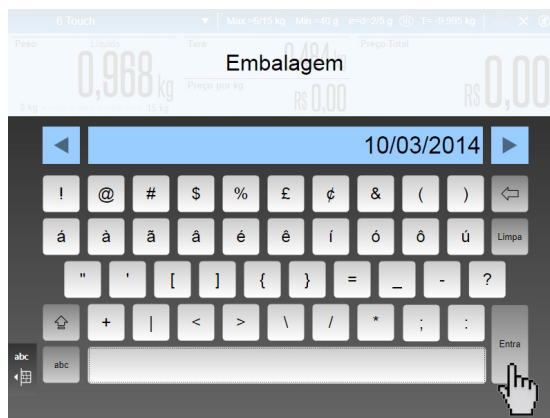 6 Touch Max =6/15 kg Min =40 g e=d=2/5 g T= -9,995 kg
Peso Líquido Tara Preço Total
0,968 kg 0,484 kg
Embalagem
Preço por kg
R$ 0,00 R$ 0,00
0 kg 15 kg
10/03/2014
! @ # $ % £ ¢ & ( )
á à ã â é ê í ó ô ú Limpa
" ' [ ] { } = _ - ?
+ | < > \ / * ; :
Entra
abc
abc